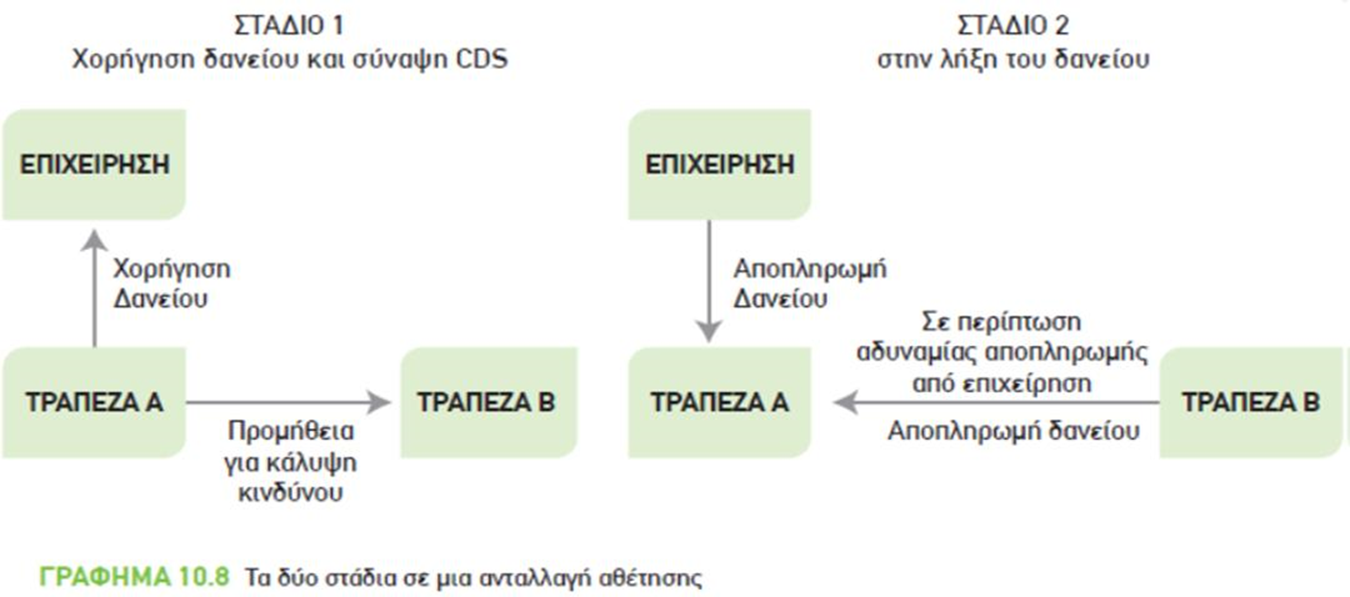 ΣΤΑΔΙΟ 1
Χορήγηση δανείου και σύναψη CDS
ΕΠΙΧΕΙΡΗΣΗ
Χορήγηση
Δανείου
ΤΡΑΠΕΖΑ Α
Προμήθεια
για κάλυψη
κινδύνου
ΤΡΑΠΕΖΑ Β
ΣΤΑΔΙΟ 2
στην λήξη του δανείου
ΕΠΙΧΕΙΡΗΣΗ
Αποπληρωμή
Δανείου
ΤΡΑΠΕΖΑ Α
Σε περίπτωση
αδυναμίας αποπληρωμής
από επιχείρηση
Αποπληρωμή δανείου
ΤΡΑΠΕΖΑ Β
ΓΡΑΦΗΜΑ 10.8 Τα δύο στάδια σε μια ανταλλαγή αθέτησης